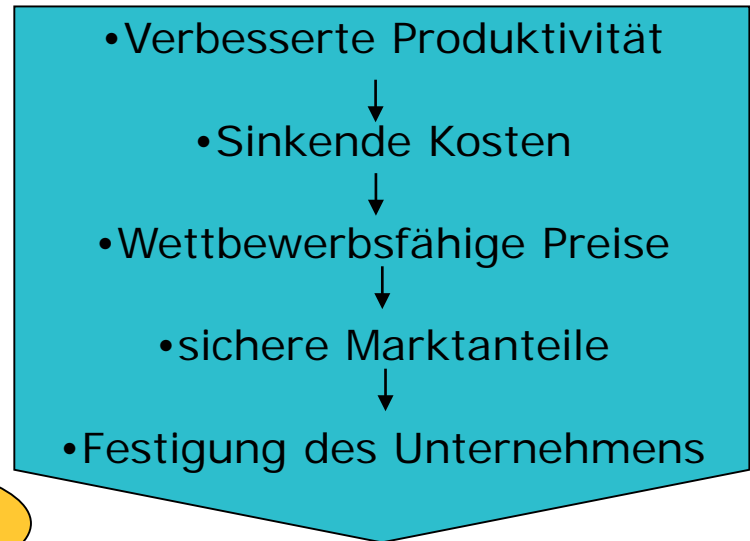 •Verbesserte Produktivität
•Sinkende Kosten
•Wettbewerbsfähige Preise
•sichere Marktanteile
•Festigung des Unternehmens